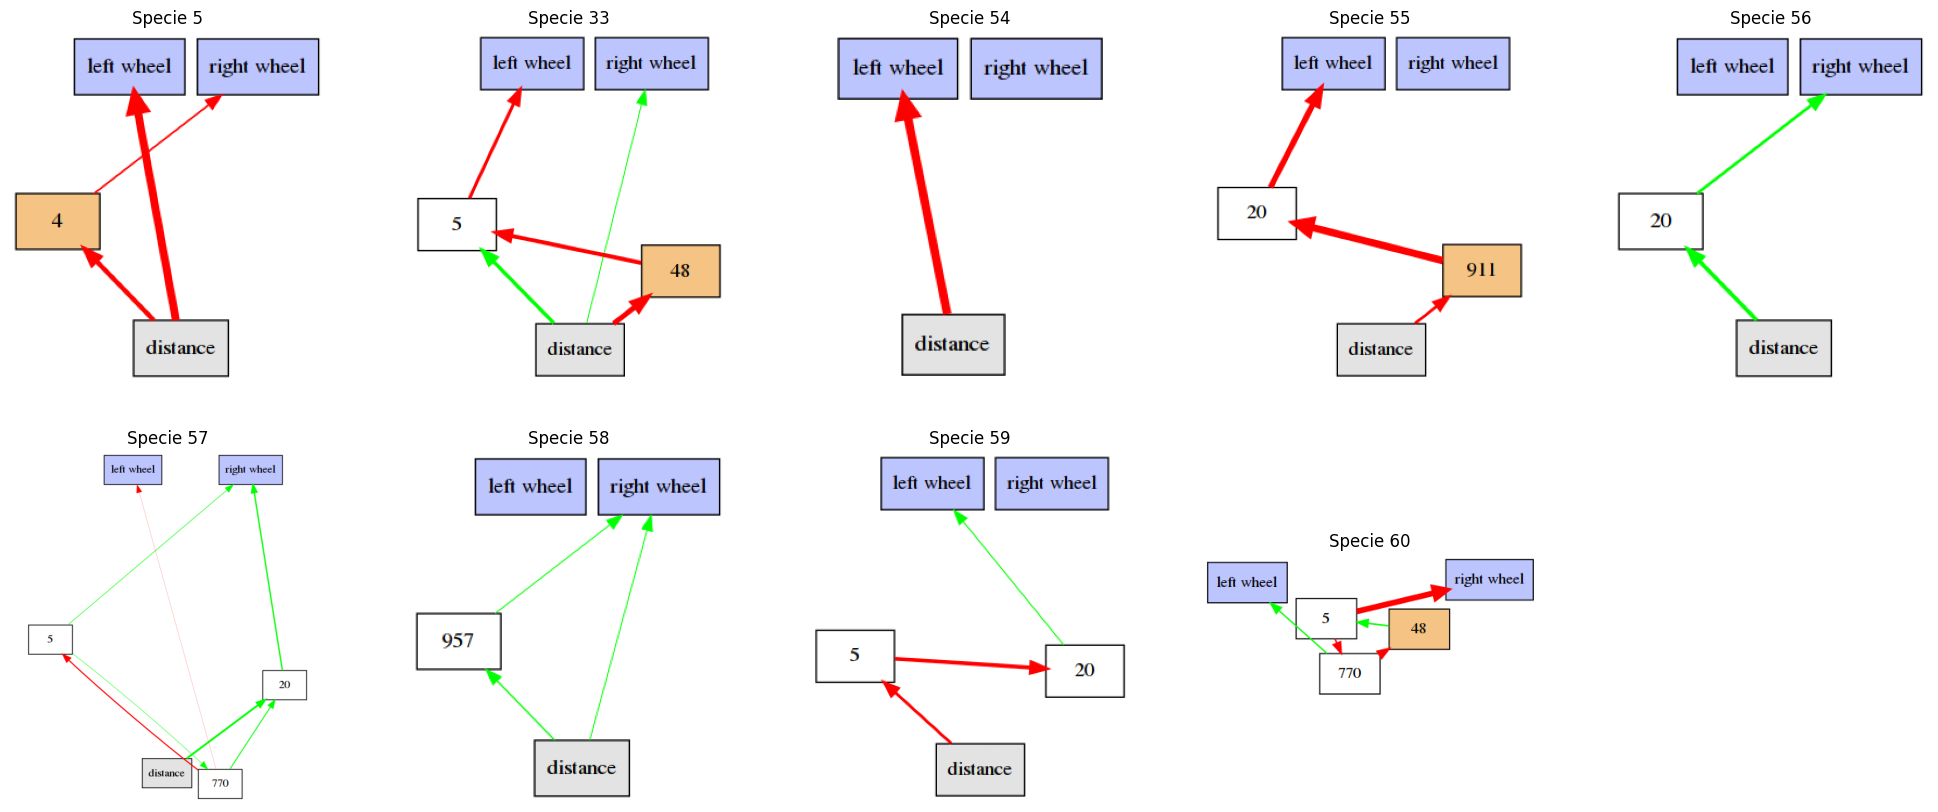 Specie 5
left wheel
right wheel
4
distance
Specie 33
left wheel
right wheel
5
48
distance
Specie 54
left wheel
right wheel
distance
Specie 55
left wheel
right wheel
20
911
distance
Specie 56
left wheel
right wheel
20
distance
Specie 57
left wheel
right wheel
5
20
distance
770
Specie 58
left wheel
right wheel
957
distance
Specie 59
left wheel
right wheel
5
20
distance
Specie 60
left wheel
right wheel
5
48
770